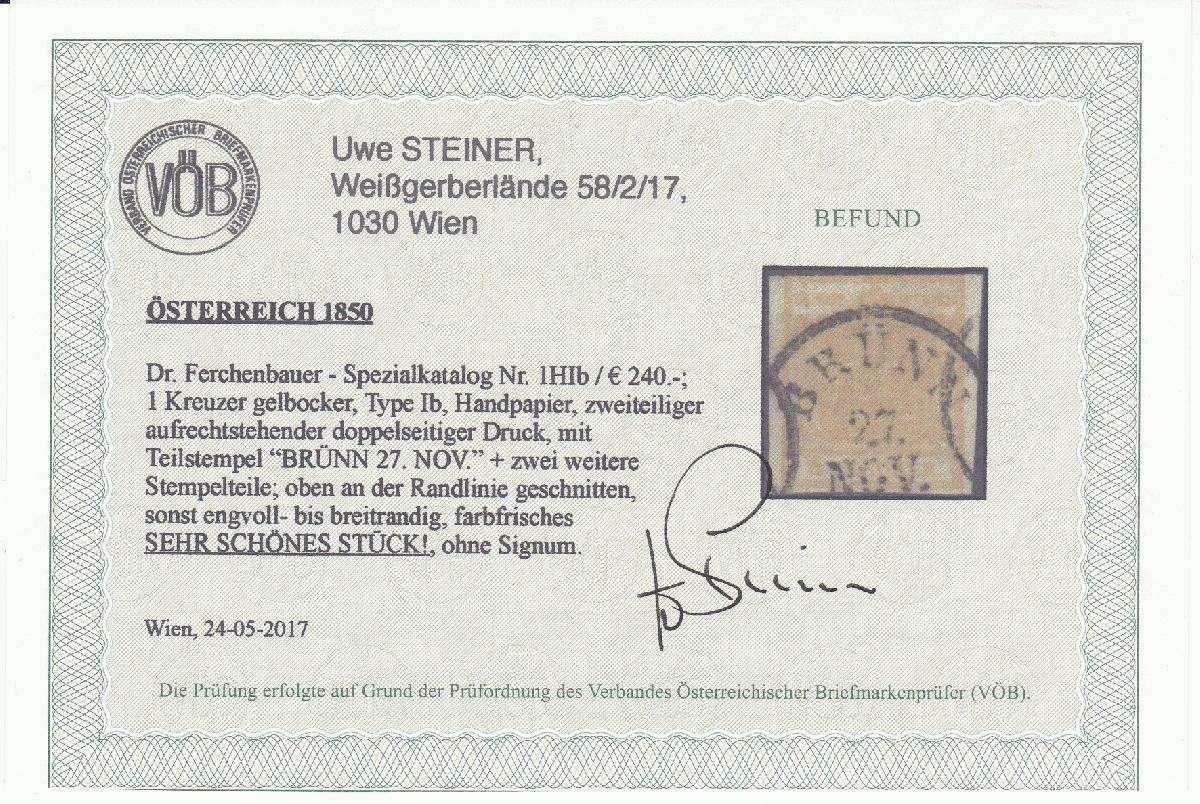 VERBAND ÖSTERREICHISCHER BRIEFMARKENPRÜFER
VÖB
Uwe STEINER,
Weißgerberlände 58/2/17,
1030 Wien
BEFUND
ÖSTERREICH 1850
BRÜNN
27.
NOV.
Dr. Ferchenbauer - Spezialkatalog Nr. 1HIb / € 240.-;
1 Kreuzer gelbocker, Type Ib, Handpapier, zweiteiliger
aufrechtstehender doppelseitiger Druck, mit
Teilstempel “BRÜNN 27. NOV.” + zwei weitere
Stempelteile; oben an der Randlinie geschnitten,
sonst engvoll- bis breitrandig, farbfrisches
SEHR SCHÖNES STÜCK!, ohne Signum.
Wien, 24-05-2017
Die Prüfung erfolgte auf Grund der Prüfordnung des Verbandes Österreichischer Briefmarkenprüfer (VÖB).